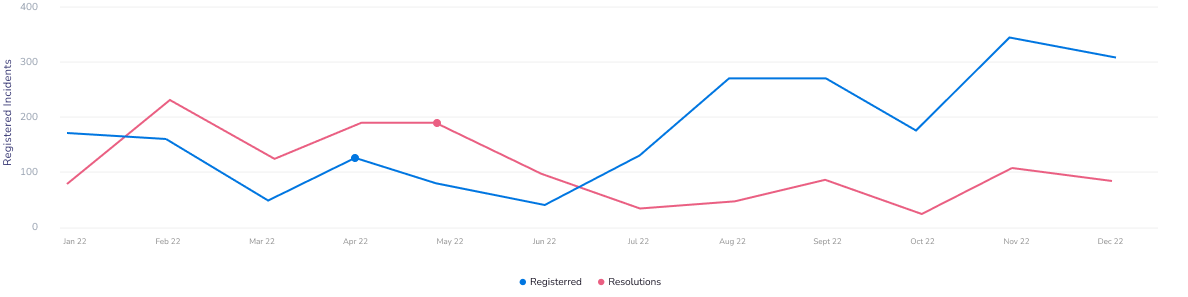 400
300
200
100
0
Registered Incidents
Jan 22 Feb 22 Mar 22 Apr 22 May 22 Jun 22 Jul 22 Aug 22 Sept 22 Oct 22 Nov 22 Dec 22
Registerred Resolutions